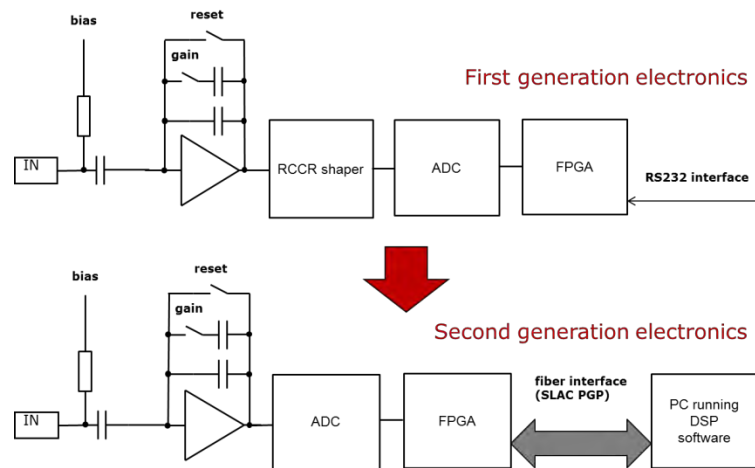 bias
reset
gain
First generation electronics
IN
RCCR shaper
ADC
FPGA
RS232 interface
bias
reset
gain
Second generation electronics
IN
ADC
FPGA
fiber interface
(SLAC PGP)
PC running
DSP
software